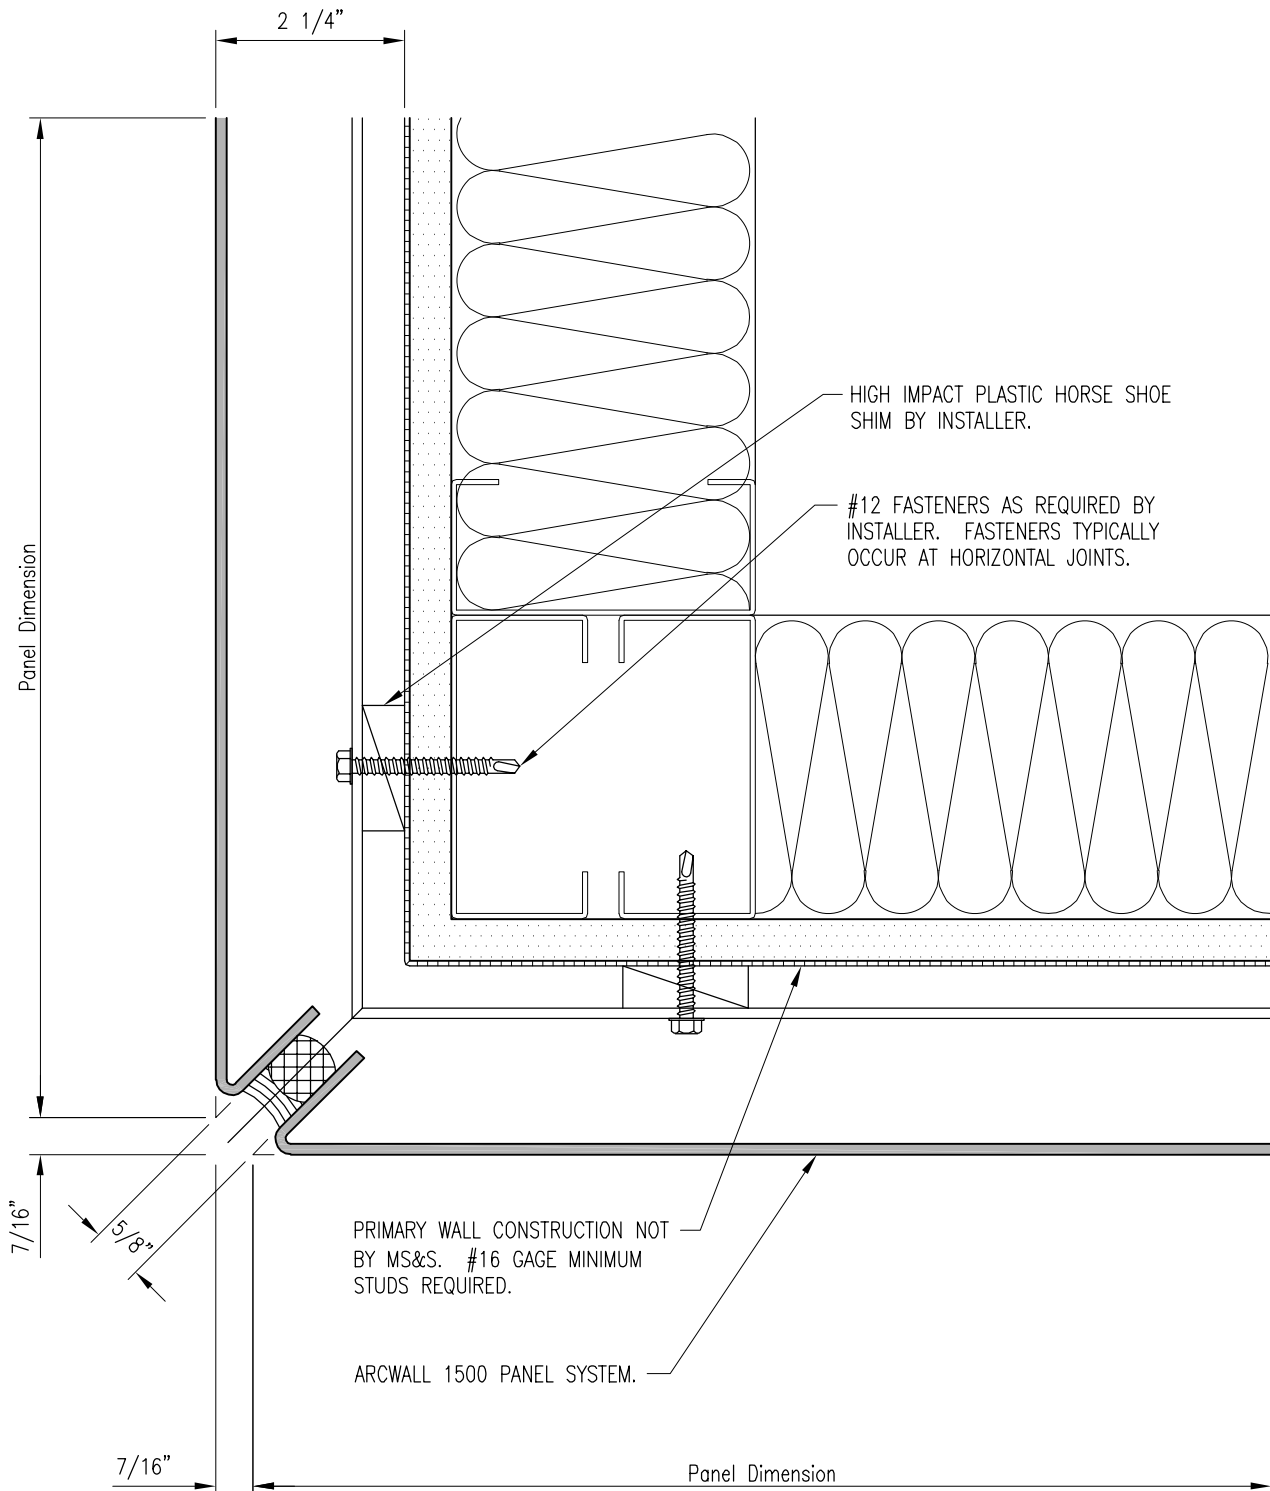 2 1/4"
HIGH IMPACT PLASTIC HORSE SHOE
SHIM BY INSTALLER.
#12 FASTENERS AS REQUIRED BY
INSTALLER. FASTENERS TYPICALLY
OCCUR AT HORIZONTAL JOINTS.
Panel Dimension
7/16"
5/8"
PRIMARY WALL CONSTRUCTION NOT
BY MS&S. #16 GAGE MINIMUM
STUDS REQUIRED.
ARCWALL 1500 PANEL SYSTEM.
7/16"
Panel Dimension